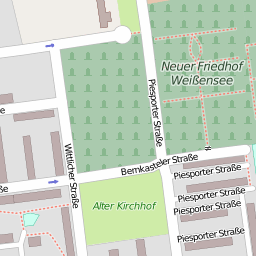 Neuer Friedhof
Weißensee
Piesporter Straße
Wittlicher Straße
Bernkasteler Straße
Piesporter Straße
Alter Kirchhof
Piesporter Straße
Piesporter Straße
Piesporter Straße